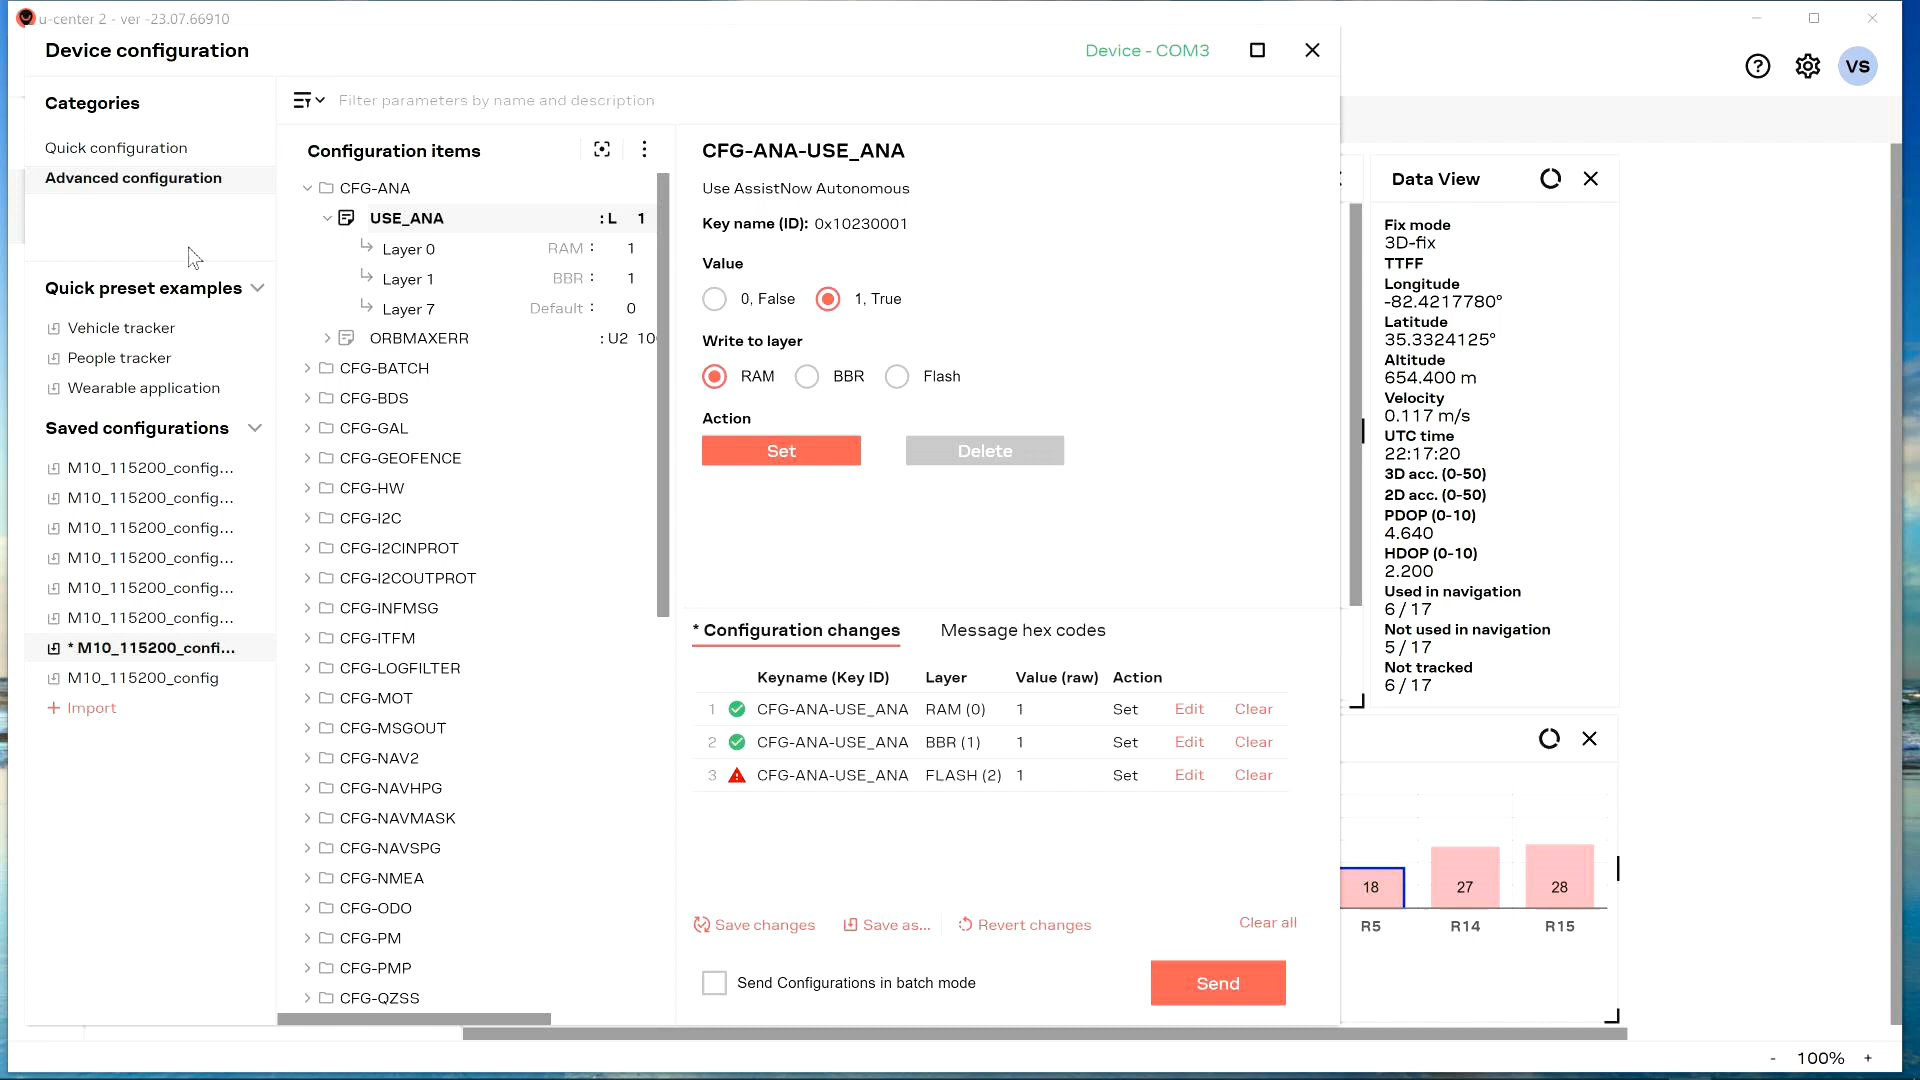 u-center 2 - ver -23.07.66910
Device configuration
Device - COM3
VS
Categories
Quick configuration
Advanced configuration
Quick preset examples
Vehicle tracker
People tracker
Wearable application
Saved configurations
M10_115200_config...
M10_115200_config...
M10_115200_config...
M10_115200_config...
M10_115200_config...
M10_115200_config...
* M10_115200_confi...
M10_115200_config
+ Import
Filter parameters by name and description
Configuration items
CFG-ANA
USE_ANA : L 1
Layer 0 RAM : 1
Layer 1 BBR : 1
Layer 7 Default : 0
ORBMAXERR : U2 10
CFG-BATCH
CFG-BDS
CFG-GAL
CFG-GEOFENCE
CFG-HW
CFG-I2C
CFG-I2CINPROT
CFG-I2COUTPROT
CFG-INFMSG
CFG-ITFM
CFG-LOGFILTER
CFG-MOT
CFG-MSGOUT
CFG-NAV2
CFG-NAVHPG
CFG-NAVMASK
CFG-NAVSPG
CFG-NMEA
CFG-ODO
CFG-PM
CFG-PMP
CFG-QZSS
CFG-ANA-USE_ANA
Use AssistNow Autonomous
Key name (ID): 0x10230001
Value
0, False 1, True
Write to layer
RAM BBR Flash
Action
Set Delete
* Configuration changes Message hex codes
Keyname (Key ID) Layer Value (raw) Action
1 CFG-ANA-USE_ANA RAM (0) 1 Set Edit Clear
2 CFG-ANA-USE_ANA BBR (1) 1 Set Edit Clear
3 CFG-ANA-USE_ANA FLASH (2) 1 Set Edit Clear
Save changes Save as... Revert changes Clear all
Send Configurations in batch mode Send
Data View
Fix mode
3D-fix
TTFF
Longitude
-82.4217780°
Latitude
35.3324125°
Altitude
654.400 m
Velocity
0.117 m/s
UTC time
22:17:20
3D acc. (0-50)
2D acc. (0-50)
PDOP (0-10)
4.640
HDOP (0-10)
2.200
Used in navigation
6 / 17
Not used in navigation
5 / 17
Not tracked
6 / 17
18 27 28
R5 R14 R15
- 100% +